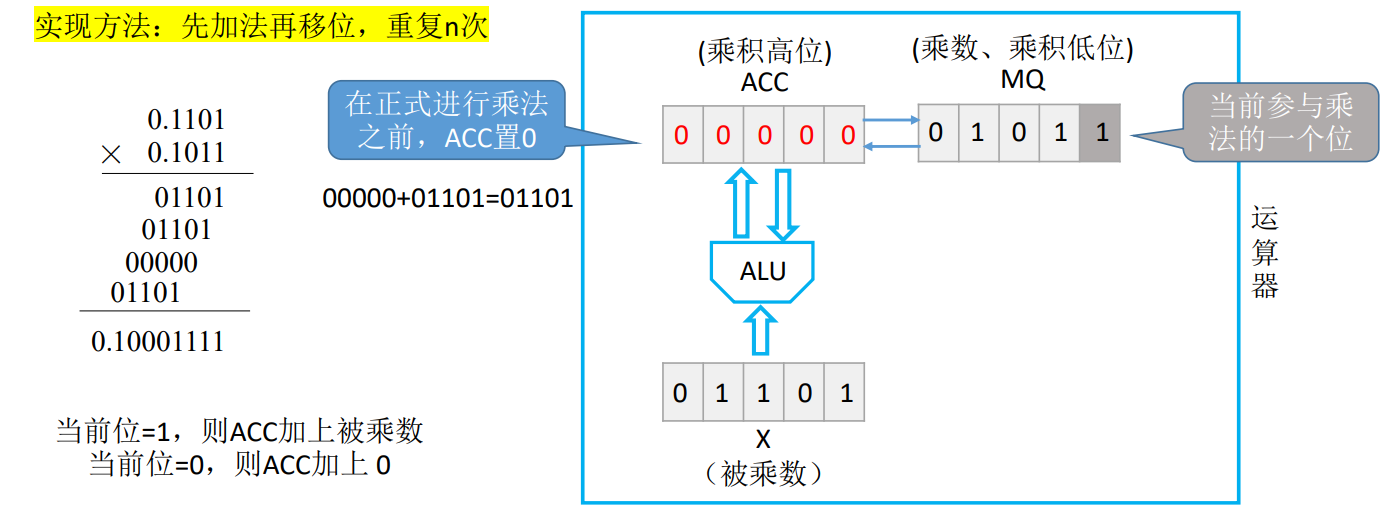 实现方法：先加法再移位，重复n次
0.1101
× 0.1011
01101
01101
00000
01101
0.10001111
当前位=1，则ACC加上被乘数
当前位=0，则ACC加上 0
在正式进行乘法
之前，ACC置0
00000+01101=01101
(乘积高位)
ACC
0 0 0 0 0
(乘数、乘积低位)
MQ
0 1 0 1 1
当前参与乘
法的一个位
ALU
0 1 1 0 1
X
（被乘数）
运
算
器